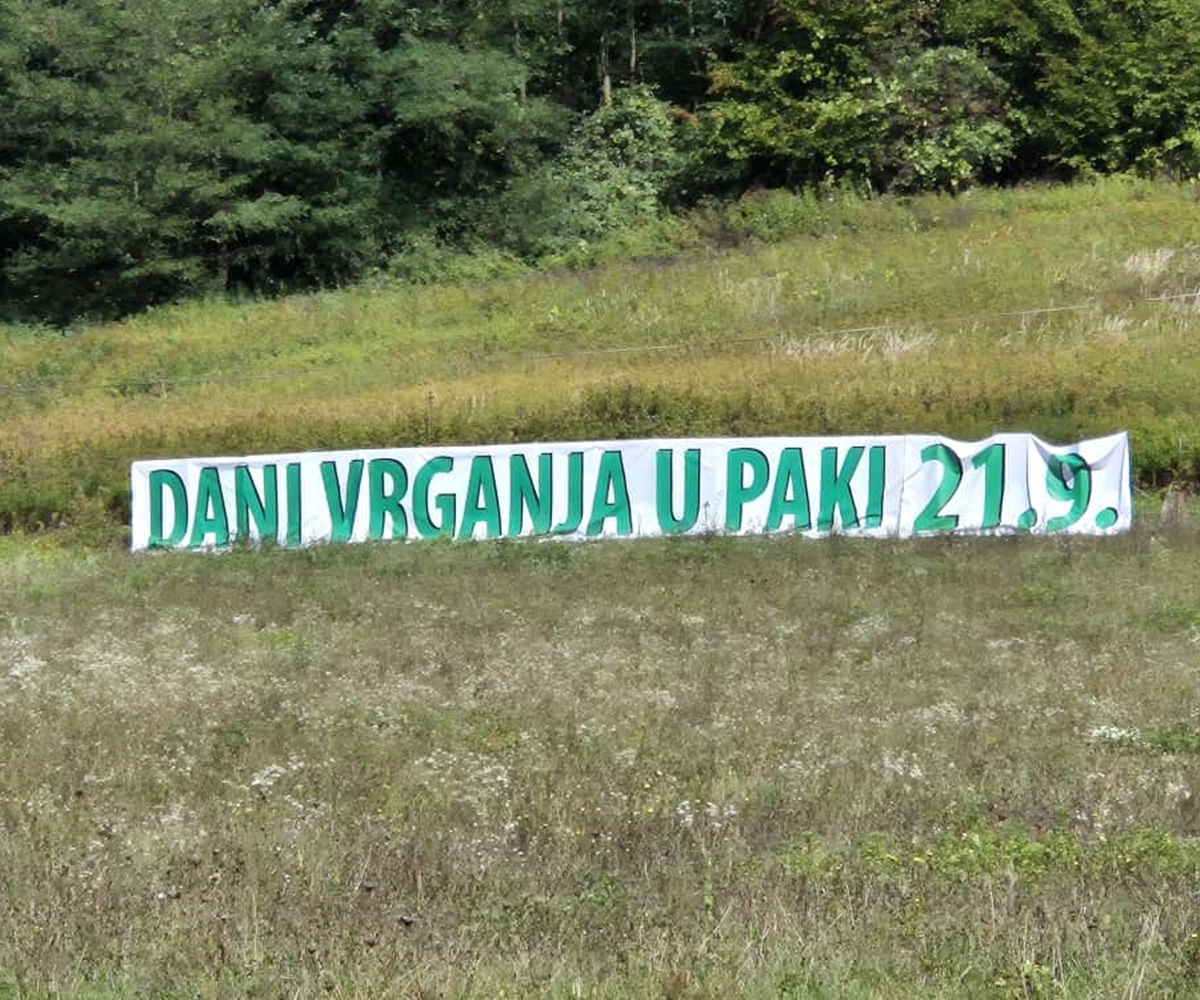 DANI VRGANJA U PAKI 21.9.